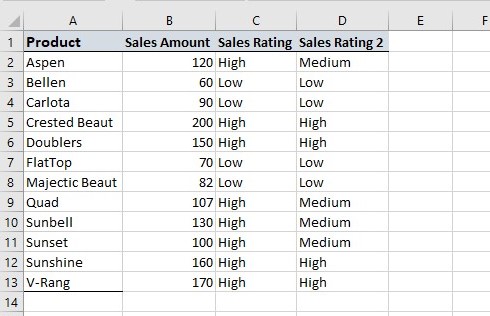 A B C D E F
1 Product Sales Amount Sales Rating Sales Rating 2
2 Aspen 120 High Medium
3 Bellen 60 Low Low
4 Carlota 90 Low Low
5 Crested Beaut 200 High High
6 Doublers 150 High High
7 FlatTop 70 Low Low
8 Majectic Beaut 82 Low Low
9 Quad 107 High Medium
10 Sunbell 130 High Medium
11 Sunset 100 High Medium
12 Sunshine 160 High High
13 V-Rang 170 High High
14